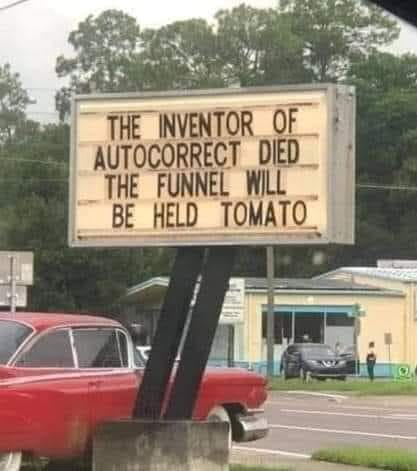 THE INVENTOR OF
AUTOCORRECT DIED
THE FUNNEL WILL
BE HELD TOMATO